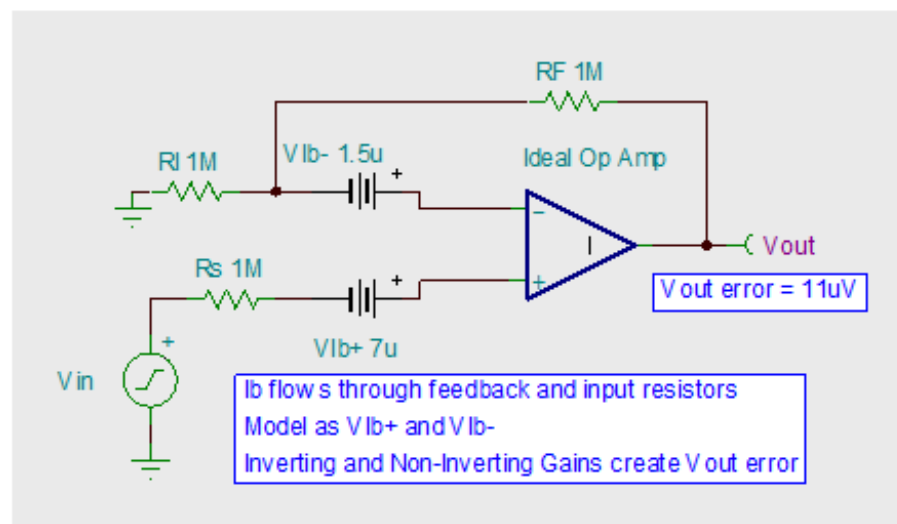 RF 1M
VIb- 1.5u
Ideal Op Amp
RI 1M
+
-
I
Vout
Rs 1M
+
+
Vout error = 11uV
VIb+ 7u
+
Vin
Ib flows through feedback and input resistors
Model as VIb+ and VIb-
Inverting and Non-Inverting Gains create Vout error